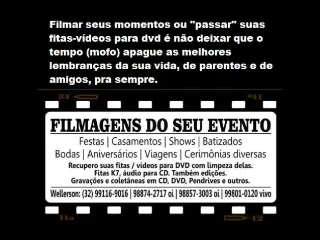 Filmar seus momentos ou "passar" suas
fitas-vídeos para dvd é não deixar que o
tempo (mofo) apague as melhores
lembranças da sua vida, de parentes e de
amigos, pra sempre.
FILMAGENS DO SEU EVENTO
Festas | Casamentos | Shows | Batizados
Bodas | Aniversários | Viagens | Cerimônias diversas
Recupero suas fitas / vídeos para DVD com limpeza delas.
Fitas K7, áudio para CD. Também edições.
Gravações e coletâneas em CD, DVD, Pendrives e outros.
Wellerson: (32) 99116-9016 | 98874-2717 oi | 98857-3003 oi | 99801-0120 vivo